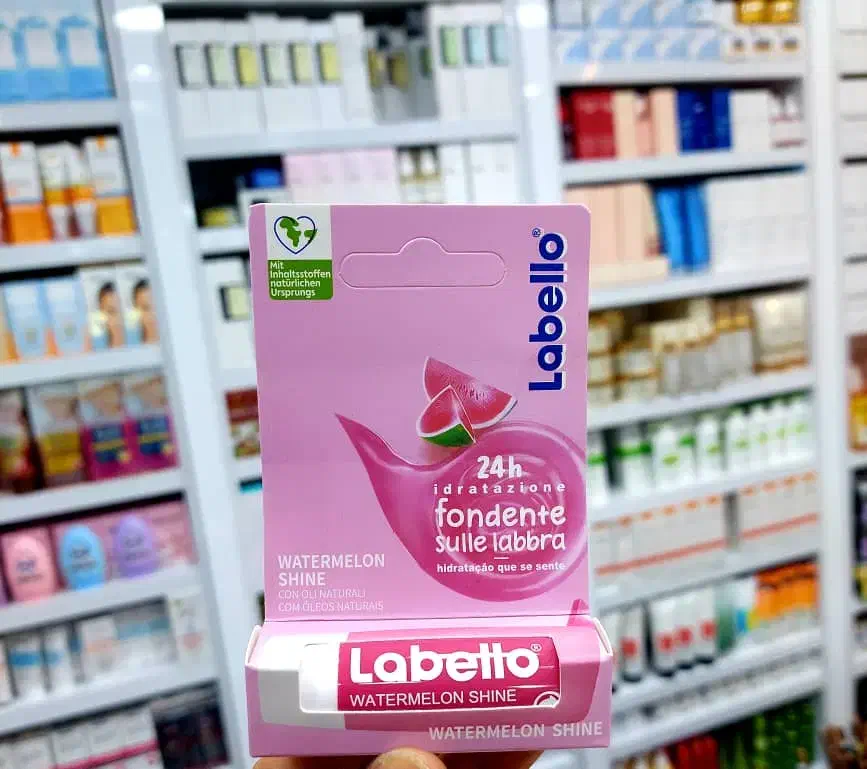 Mit
Inhaltsstoffen
natürlichen
Ursprungs
Labello®
24h
idratazione
fondente
sulle labbra
hidratação que se sente
WATERMELON
SHINE
CON OLI NATURALI
COM ÓLEOS NATURAIS
Labello®
WATERMELON SHINE
WATERMELON SHINE